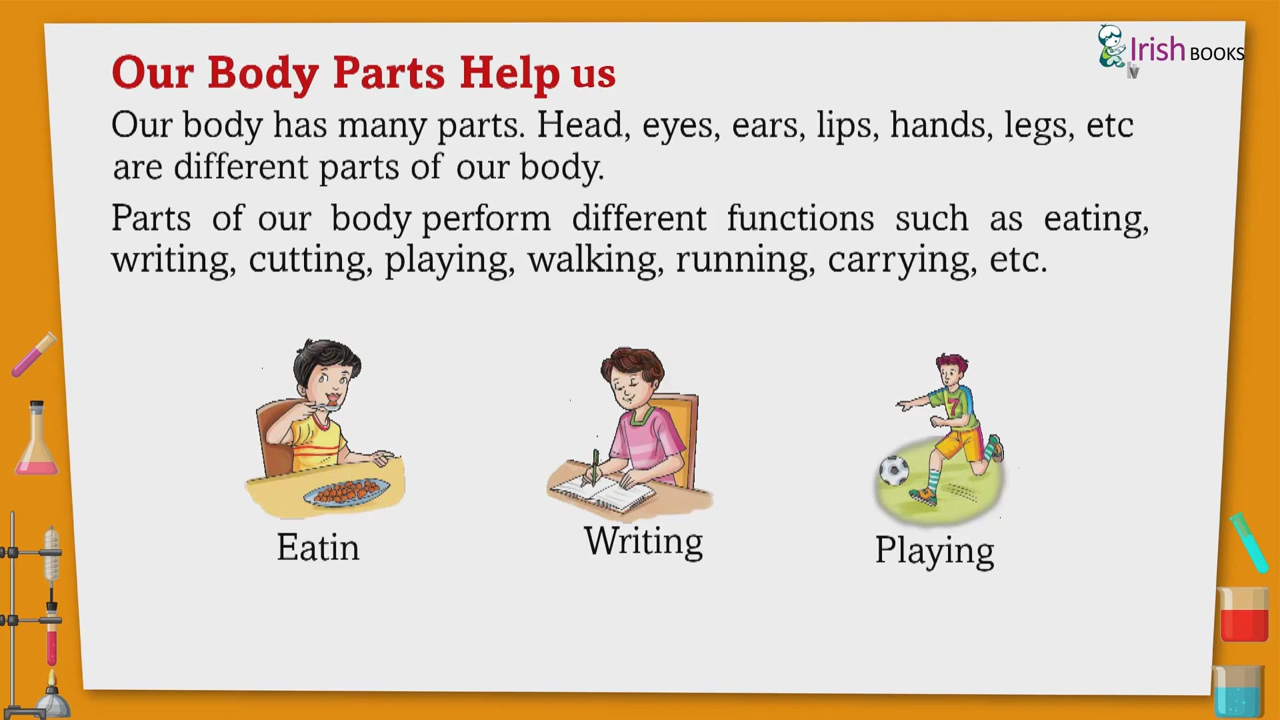 Irish BOOKS
Our Body Parts Help us
Our body has many parts. Head, eyes, ears, lips, hands, legs, etc
are different parts of our body.
Parts of our body perform different functions such as eating,
writing, cutting, playing, walking, running, carrying, etc.
7
Eatin
Writing
Playing